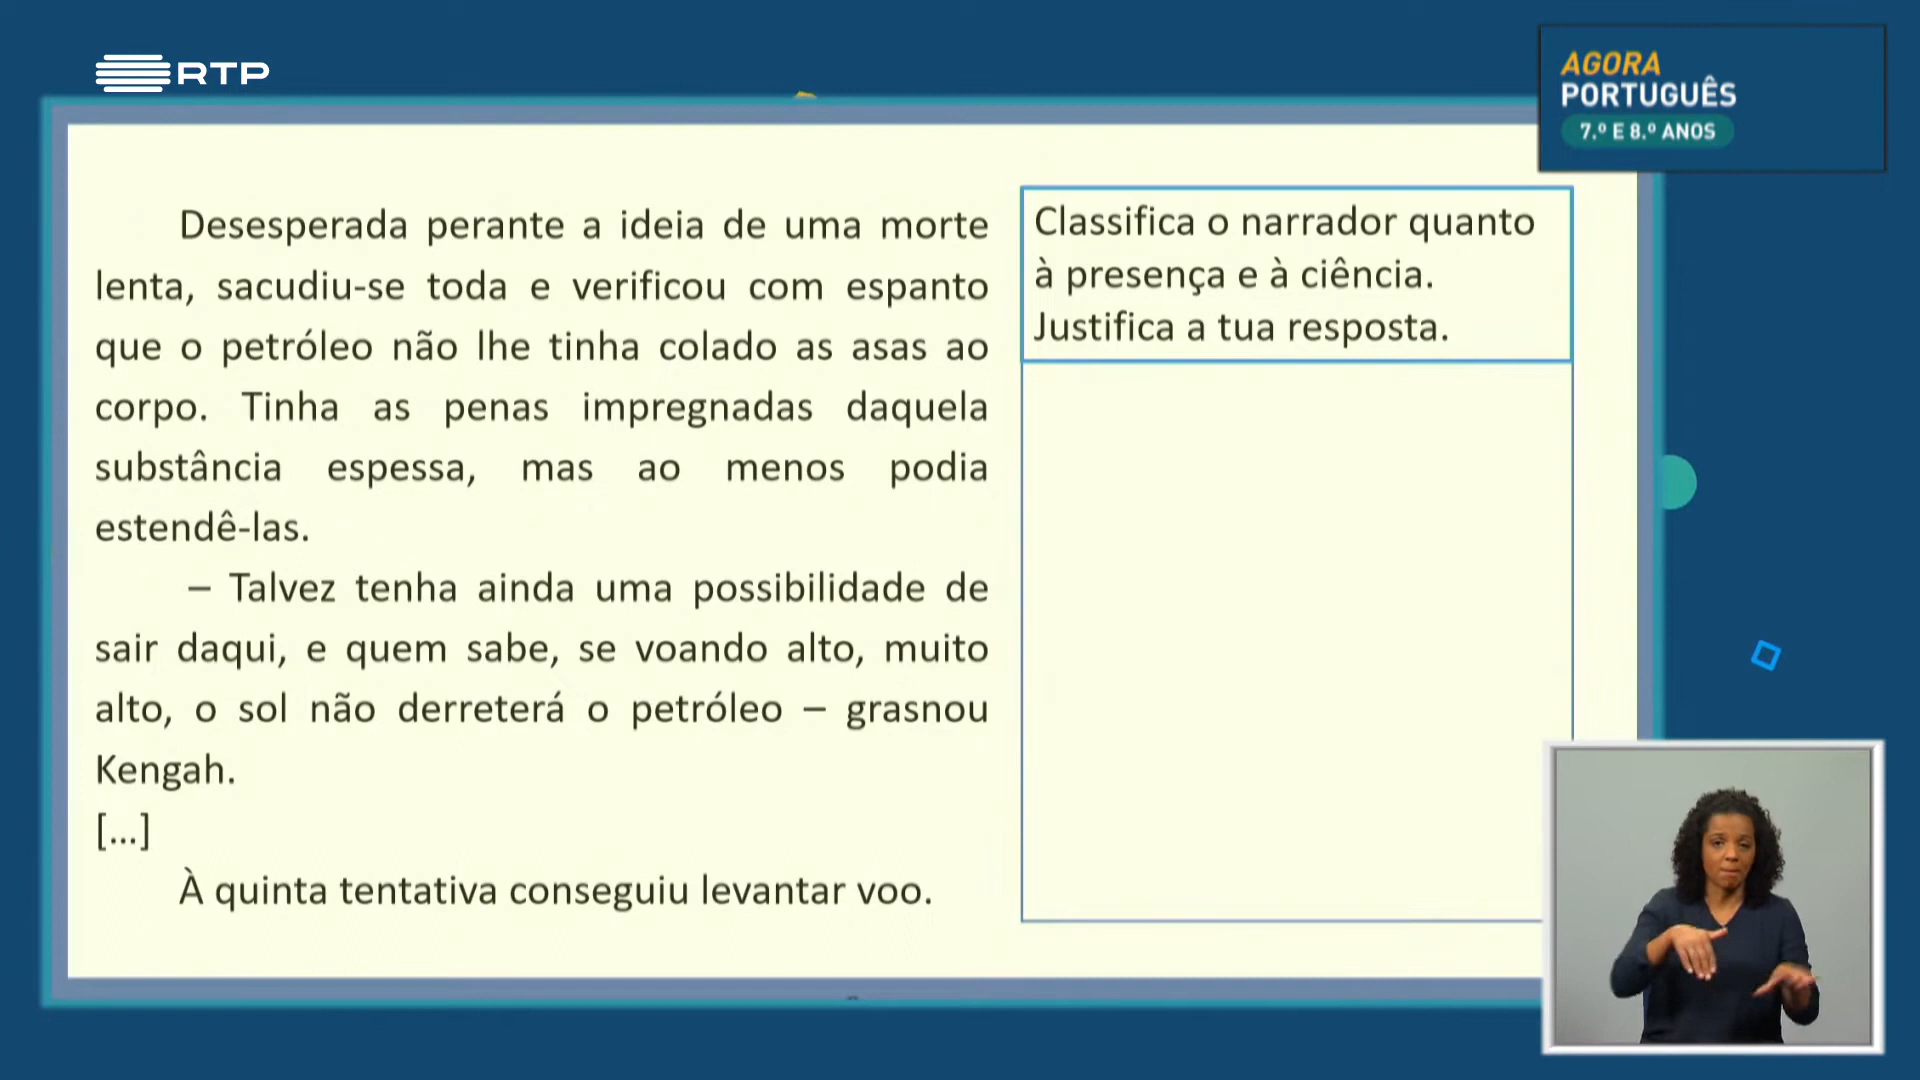 RTP
AGORA
PORTUGUÊS
7.º E 8.º ANOS
Desesperada perante a ideia de uma morte
lenta, sacudiu-se toda e verificou com espanto
que o petróleo não lhe tinha colado as asas ao
corpo. Tinha as penas impregnadas daquela
substância espessa, mas ao menos podia
estendê-las.
– Talvez tenha ainda uma possibilidade de
sair daqui, e quem sabe, se voando alto, muito
alto, o sol não derreterá o petróleo – grasnou
Kengah.
[...]
À quinta tentativa conseguiu levantar voo.
Classifica o narrador quanto
à presença e à ciência.
Justifica a tua resposta.